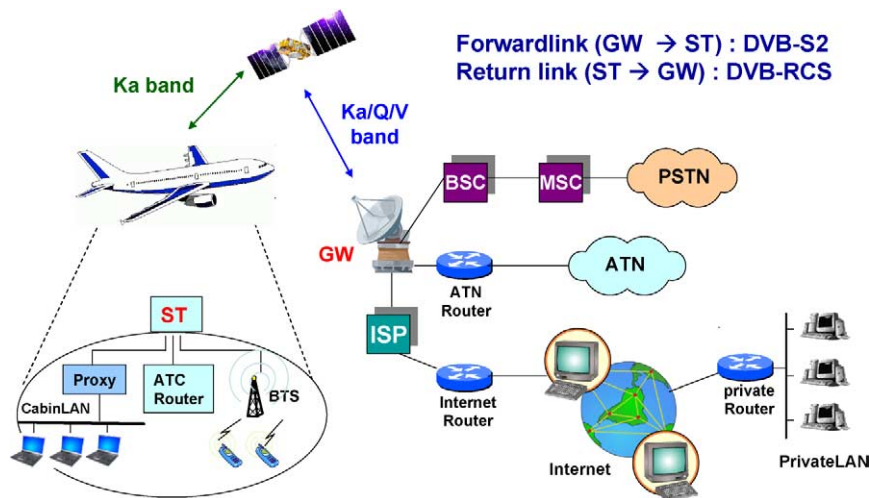 Forwardlink (GW → ST) : DVB-S2
Return link (ST → GW) : DVB-RCS
Ka band
Ka/Q/V
band
BSC
MSC
PSTN
GW
ATN
Router
ATN
ISP
Internet
Router
Internet
private
Router
PrivateLAN
ST
Proxy
ATC
Router
BTS
CabinLAN